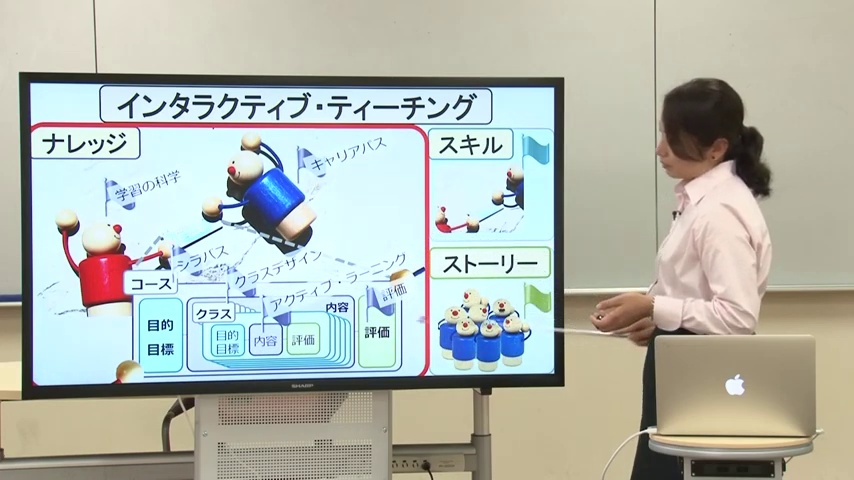 インタラクティブ・ティーチング
ナレッジ
学習の科学
キャリアパス
シラバス
クラスデザイン
アクティブ・ラーニング
評価
コース
目的
目標
クラス
内容
目的
目標
内容
評価
評価
スキル
ストーリー
SHARP